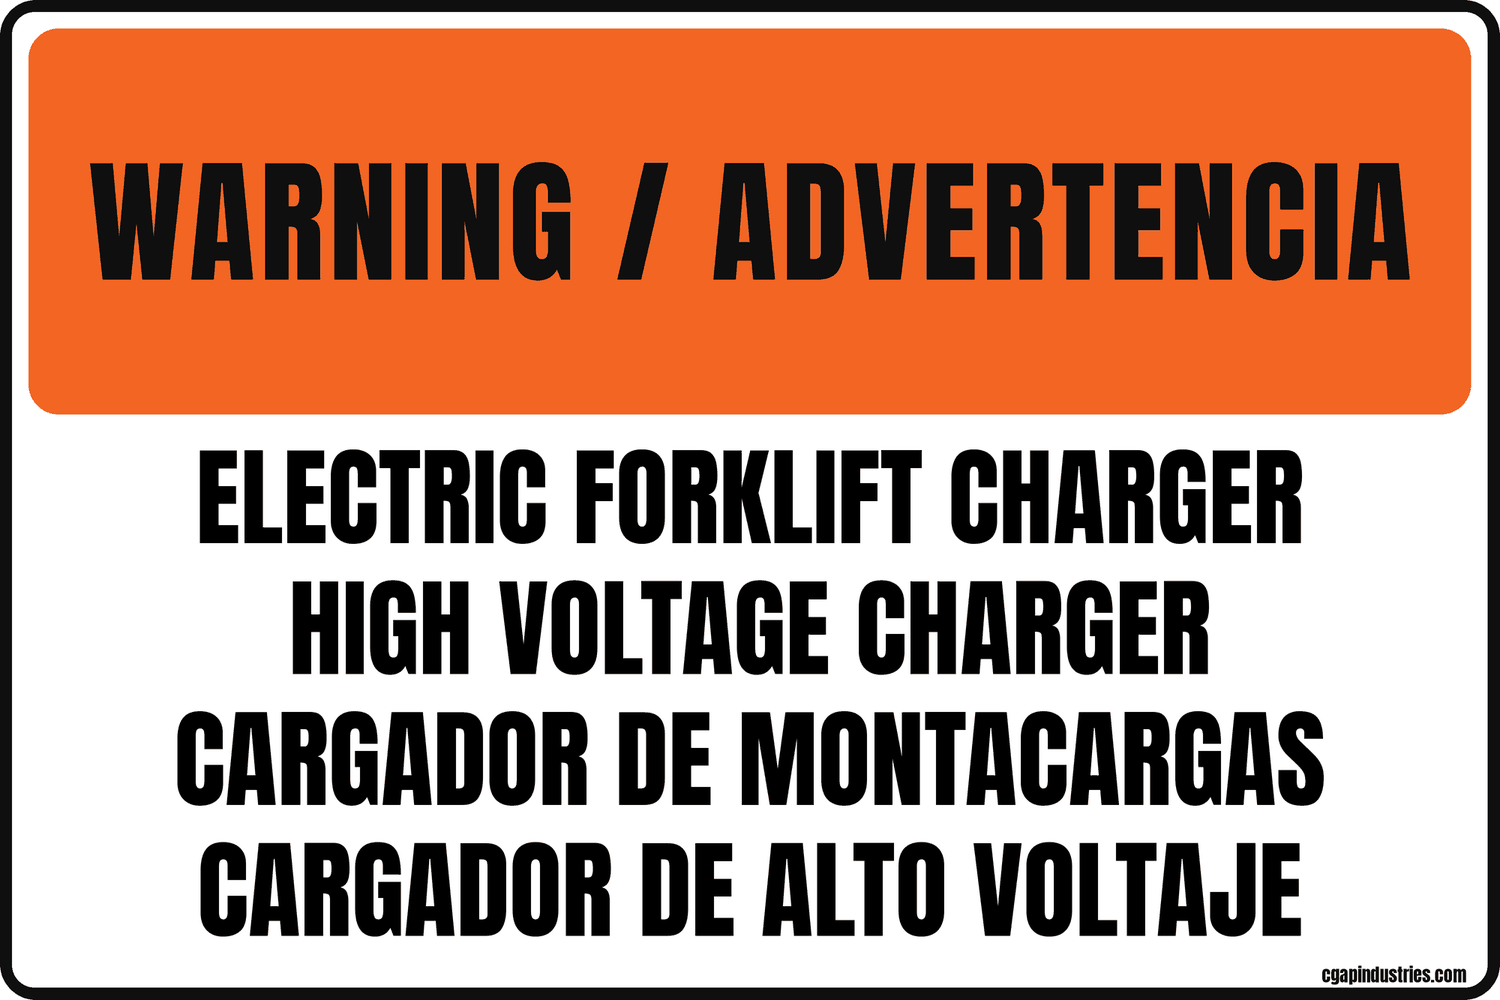 WARNING / ADVERTENCIA
ELECTRIC FORKLIFT CHARGER
HIGH VOLTAGE CHARGER
CARGADOR DE MONTACARGAS
CARGADOR DE ALTO VOLTAJE
cgapindustries.com